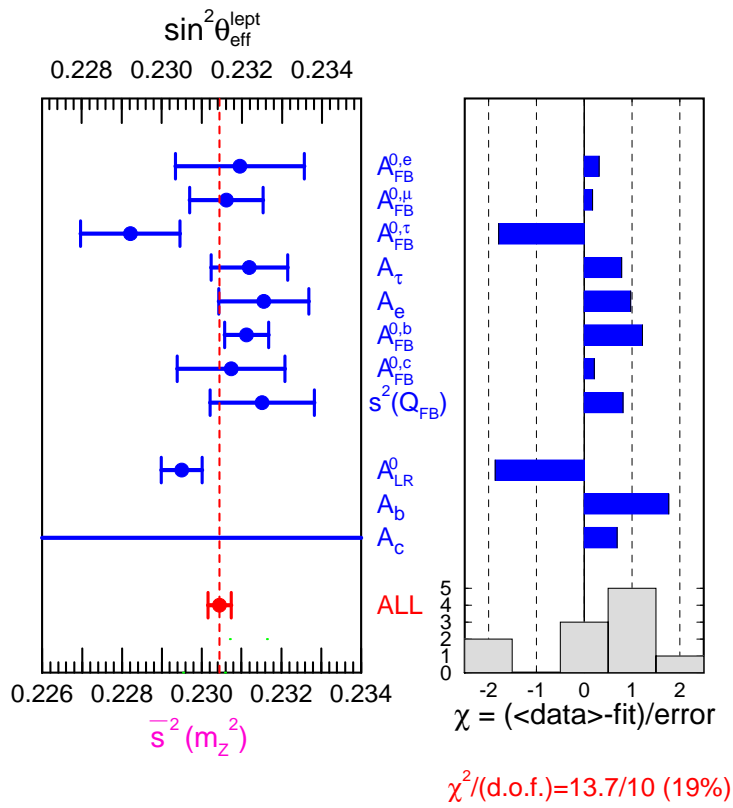 sin²θ_eff^lept
0.228 0.230 0.232 0.234
A_FB^0,e
A_FB^0,μ
A_FB^0,τ
A_τ
A_e
A_FB^0,b
A_FB^0,c
s²(Q_FB)
A_LR^0
A_b
A_c
ALL
5
4
3
2
1
0
0.226 0.228 0.230 0.232 0.234
s̅² (m_Z²)
-2 -1 0 1 2
χ = (<data>-fit)/error
χ²/(d.o.f.)=13.7/10 (19%)